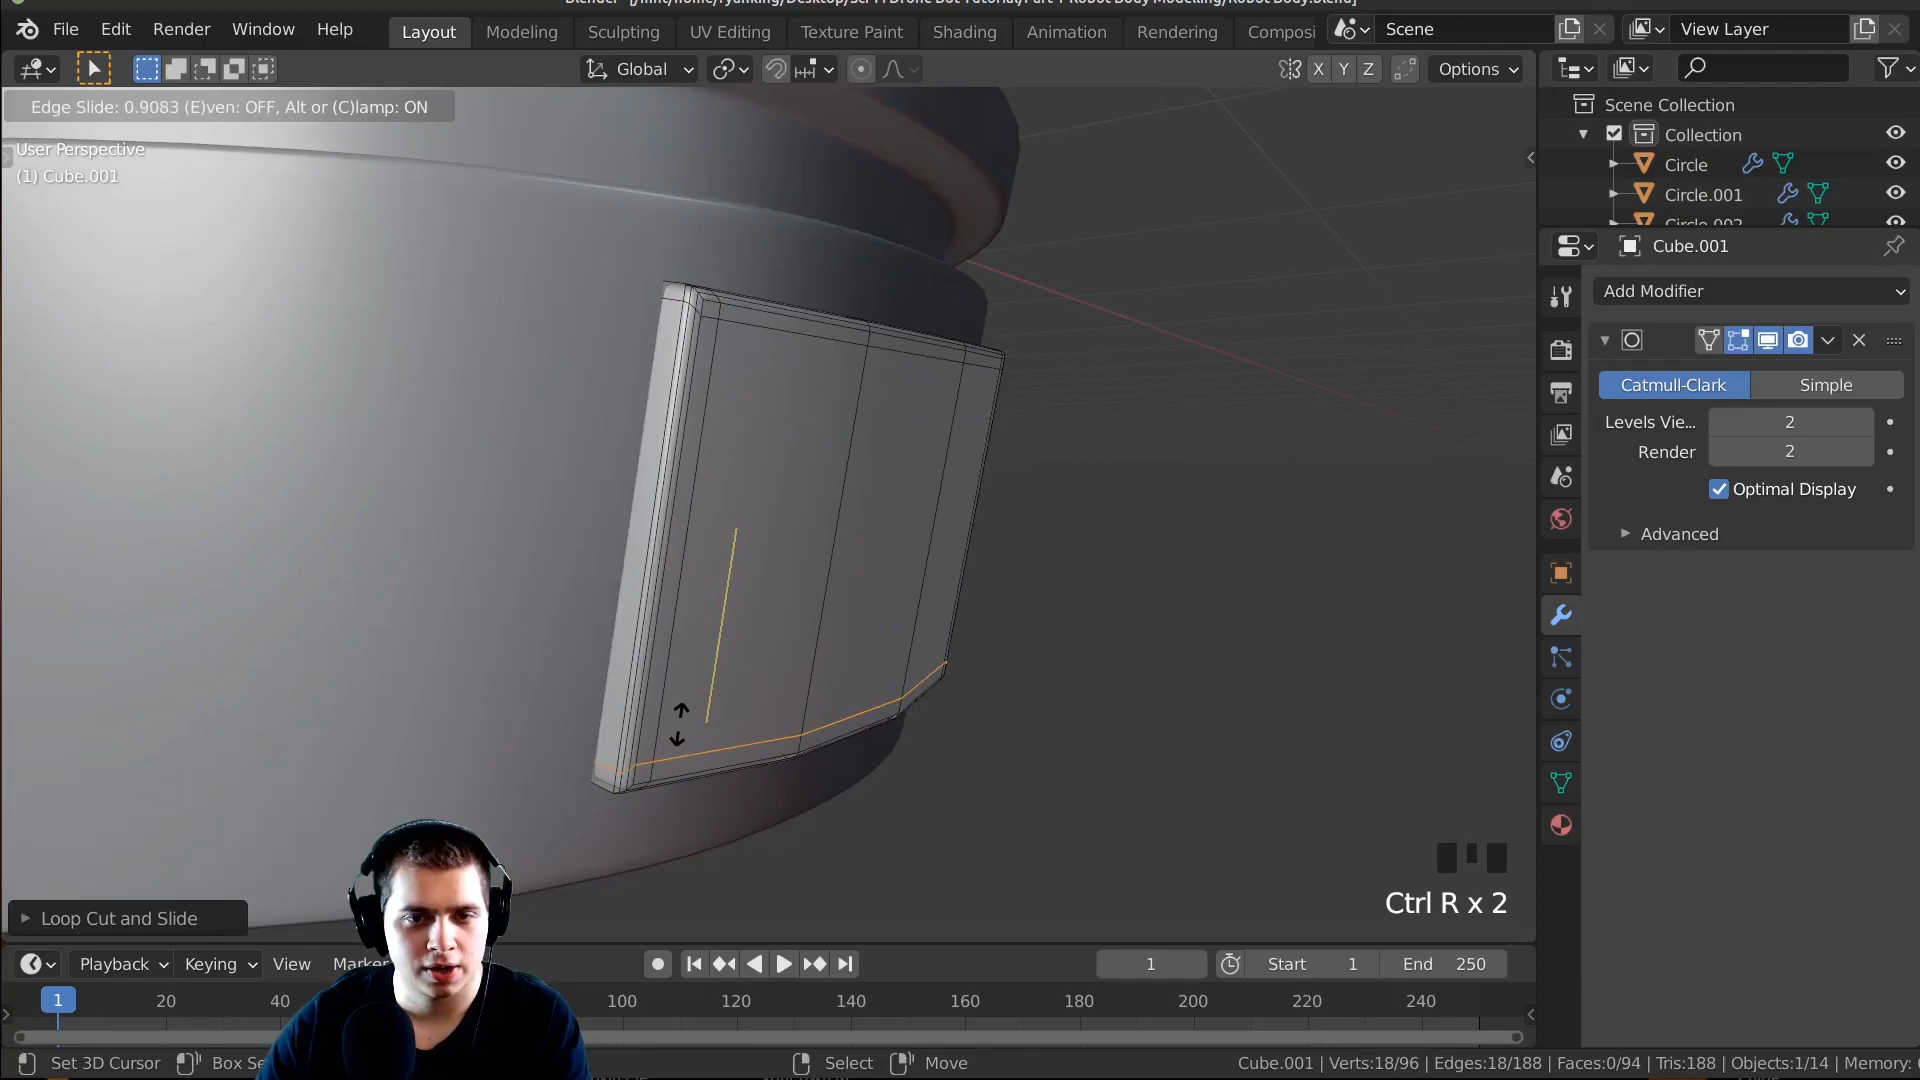 File Edit Render Window Help Layout Modeling Sculpting UV Editing Texture Paint Shading Animation Rendering Scene View Layer
Global X Y Z Options
Edge Slide: 0.9083 (E)ven: OFF, Alt or (C)lamp: ON
Scene Collection
User Perspective
Collection
(1) Cube.001
Circle
Circle.001
Cube.001
Add Modifier
Catmull-Clark Simple
Levels Vie... 2
Render 2
Optimal Display
Advanced
Ctrl R x 2
Loop Cut and Slide
Playback Keying View Marker 1 Start 1 End 250
1 20 40 100 120 140 160 180 200 220 240
Set 3D Cursor Box Se Select Move Cube.001 | Verts:18/96 | Edges:18/188 | Faces:0/94 | Tris:188 | Objects:1/14 | Memory: